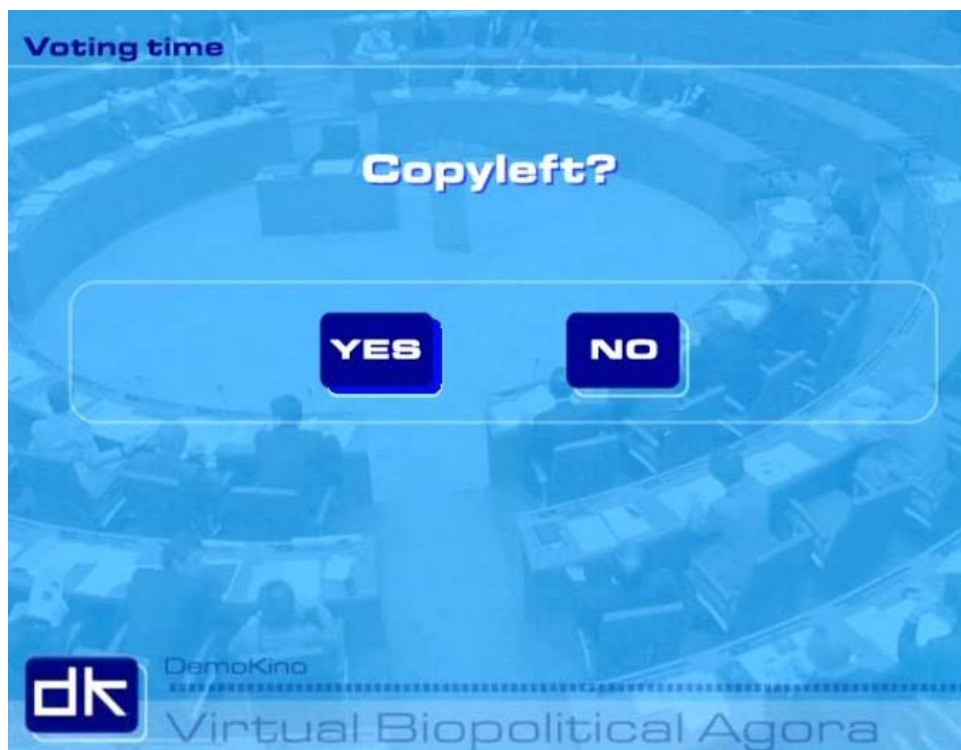 Voting time
Copyleft?
YES NO
dk
DemoKino
Virtual Biopolitical Agora